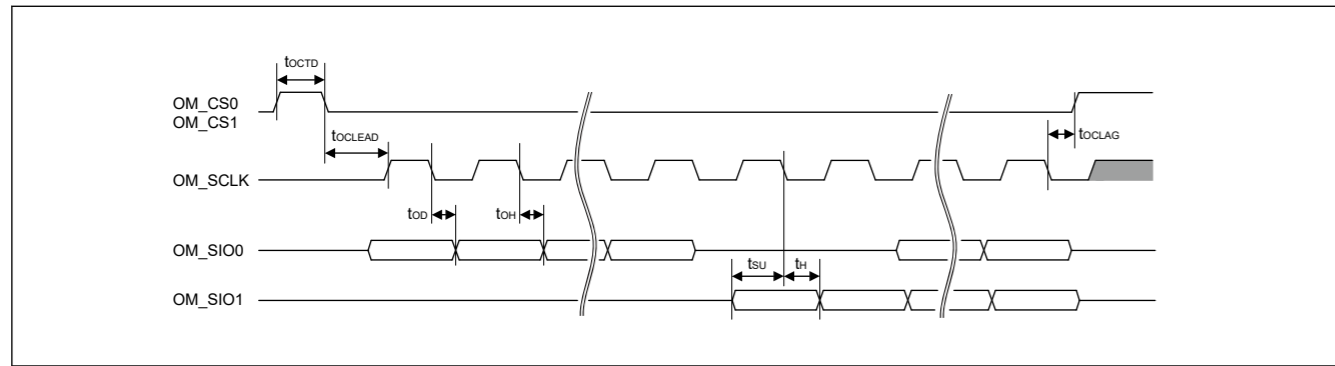 tOCTD
OM_CS0
OM_CS1
tOCLEAD
tOCLAG
OM_SCLK
tOD
tOH
OM_SIO0
tSU
tH
OM_SIO1